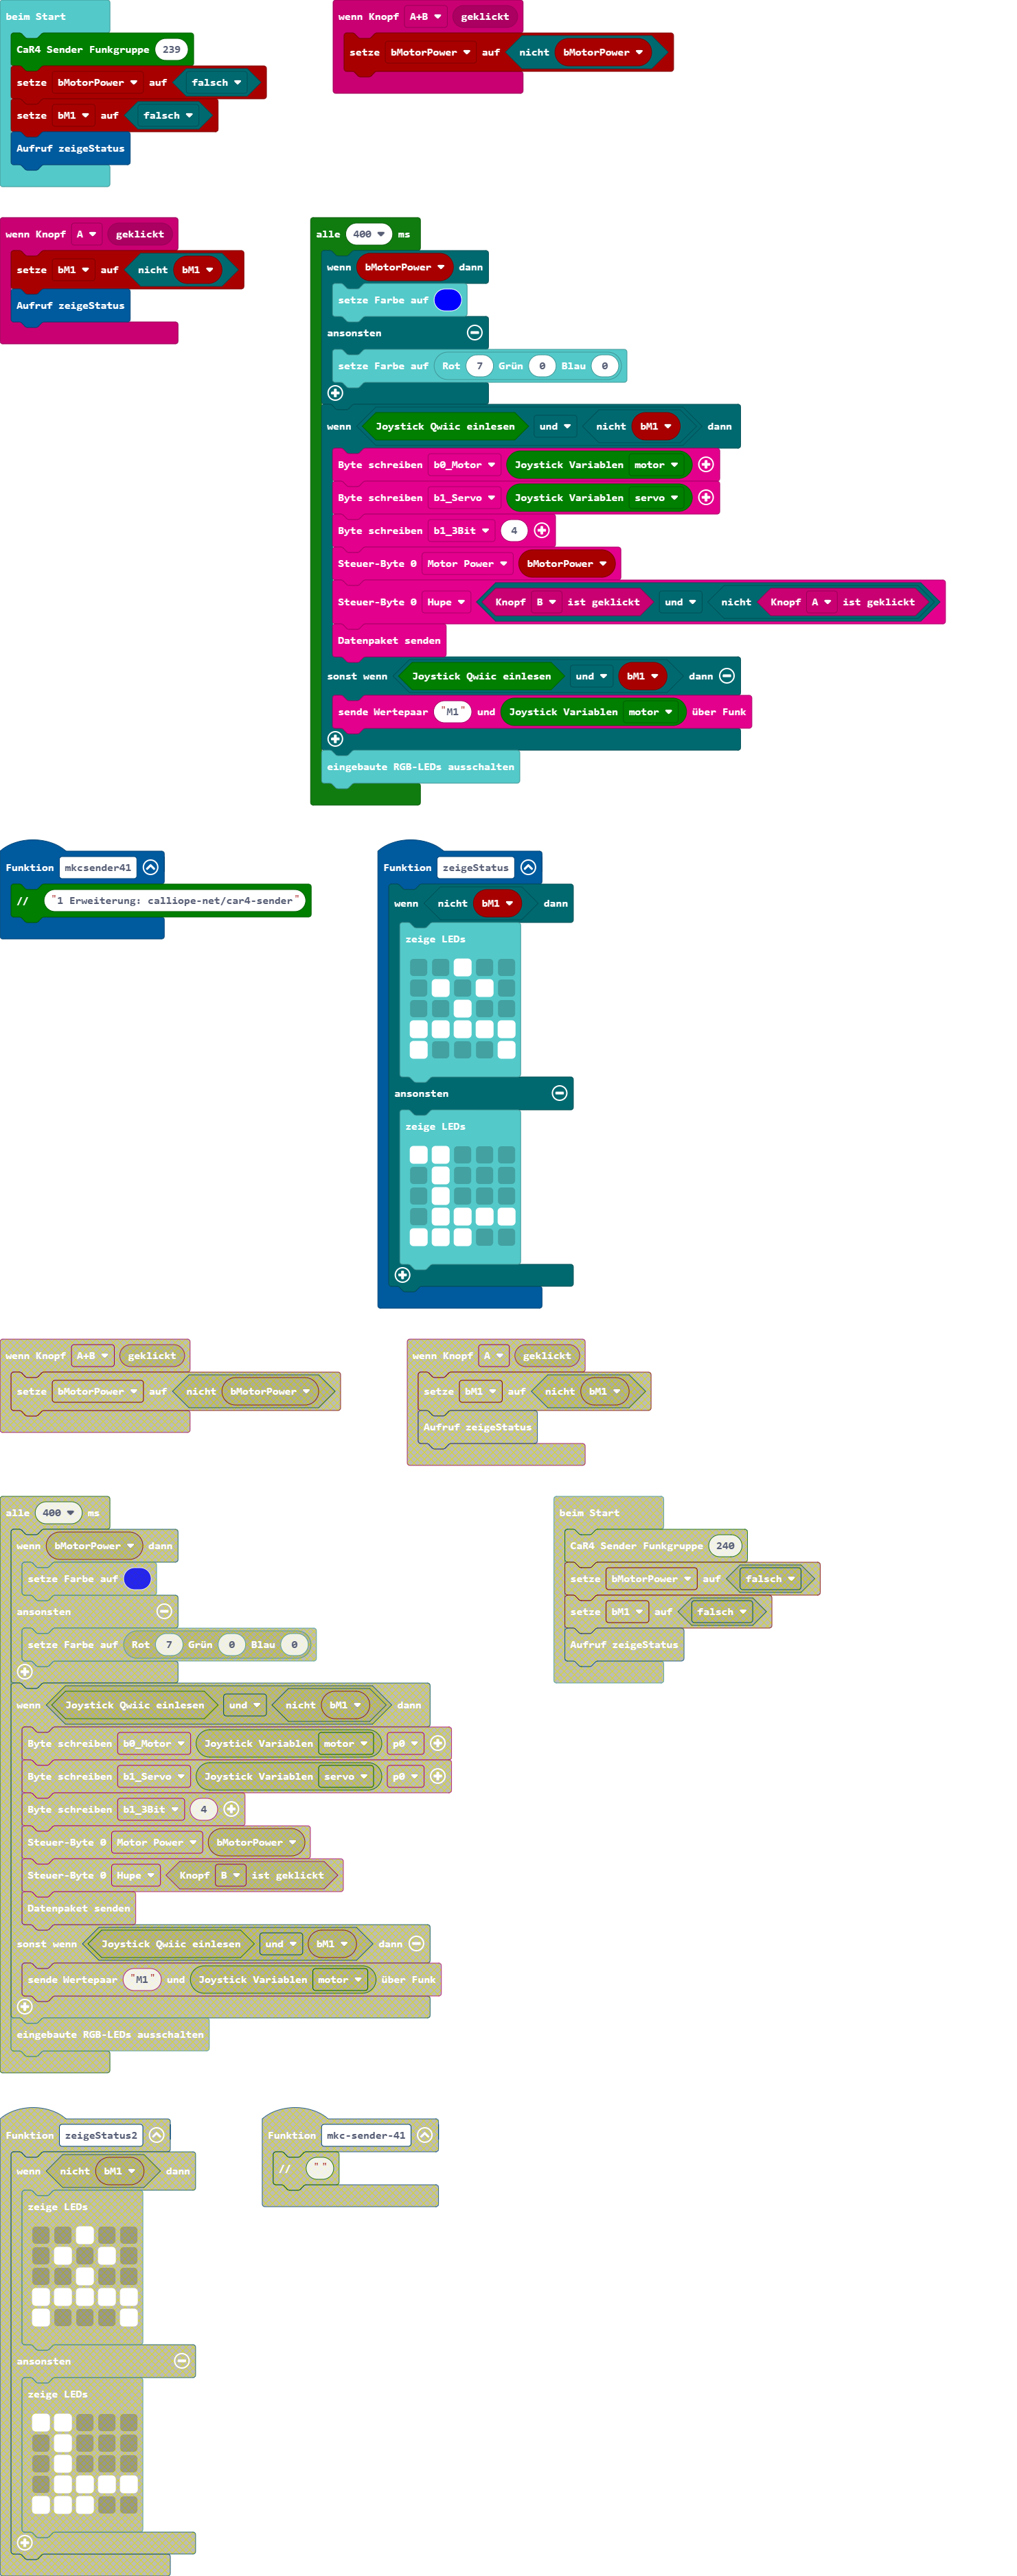 beim Start
CaR4 Sender Funkgruppe 239
setze bMotorPower auf falsch
setze bM1 auf falsch
Aufruf zeigeStatus
wenn Knopf A+B geklickt
setze bMotorPower auf nicht bMotorPower
wenn Knopf A geklickt
setze bM1 auf nicht bM1
Aufruf zeigeStatus
alle 400 ms
wenn bMotorPower dann
setze Farbe auf
ansonsten
setze Farbe auf Rot 7 Grün 0 Blau 0
wenn Joystick Qwiic einlesen und nicht bM1 dann
Byte schreiben b0_Motor Joystick Variablen motor
Byte schreiben b1_Servo Joystick Variablen servo
Byte schreiben b1_3Bit 4
Steuer-Byte 0 Motor Power bMotorPower
Steuer-Byte 0 Hupe Knopf B ist geklickt und nicht Knopf A ist geklickt
Datenpaket senden
sonst wenn Joystick Qwiic einlesen und bM1 dann
sende Wertepaar "M1" und Joystick Variablen motor über Funk
eingebaute RGB-LEDs ausschalten
Funktion mkcsender41
// "1 Erweiterung: calliope-net/car4-sender"
Funktion zeigeStatus
wenn nicht bM1 dann
zeige LEDs
ansonsten
zeige LEDs
wenn Knopf A+B geklickt
setze bMotorPower auf nicht bMotorPower
wenn Knopf A geklickt
setze bM1 auf nicht bM1
Aufruf zeigeStatus
alle 400 ms
wenn bMotorPower dann
setze Farbe auf
ansonsten
setze Farbe auf Rot 7 Grün 0 Blau 0
wenn Joystick Qwiic einlesen und nicht bM1 dann
Byte schreiben b0_Motor Joystick Variablen motor p0
Byte schreiben b1_Servo Joystick Variablen servo p0
Byte schreiben b1_3Bit 4
Steuer-Byte 0 Motor Power bMotorPower
Steuer-Byte 0 Hupe Knopf B ist geklickt
Datenpaket senden
sonst wenn Joystick Qwiic einlesen und bM1 dann
sende Wertepaar "M1" und Joystick Variablen motor über Funk
eingebaute RGB-LEDs ausschalten
beim Start
CaR4 Sender Funkgruppe 240
setze bMotorPower auf falsch
setze bM1 auf falsch
Aufruf zeigeStatus
Funktion zeigeStatus2
wenn nicht bM1 dann
zeige LEDs
ansonsten
zeige LEDs
Funktion mkc-sender-41
// ""